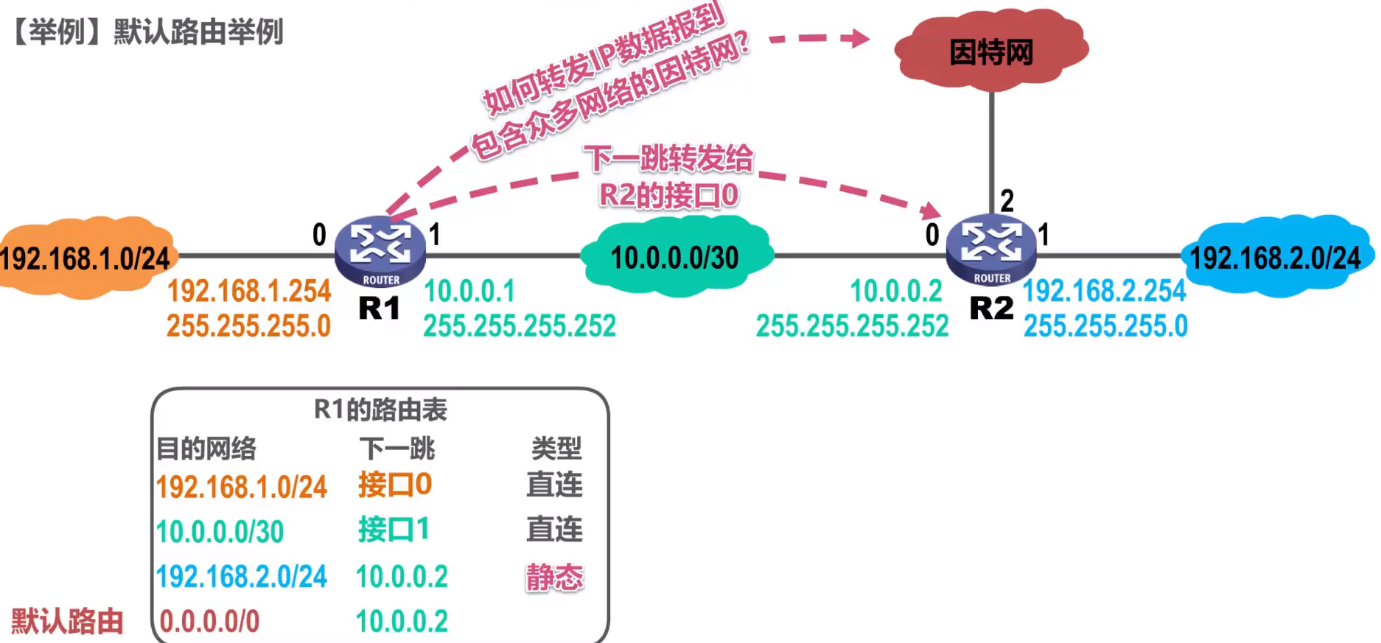 【举例】默认路由举例
如何转发IP数据报到
包含众多网络的因特网？
因特网
下一跳转发给
R2的接口0
2
192.168.1.0/24
0
1
10.0.0.0/30
0
1
192.168.2.0/24
ROUTER
ROUTER
R1
R2
192.168.1.254
255.255.255.0
10.0.0.1
255.255.255.252
10.0.0.2
255.255.255.252
192.168.2.254
255.255.255.0
R1的路由表
目的网络 下一跳 类型
192.168.1.0/24 接口0 直连
10.0.0.0/30 接口1 直连
192.168.2.0/24 10.0.0.2 静态
默认路由 0.0.0.0/0 10.0.0.2